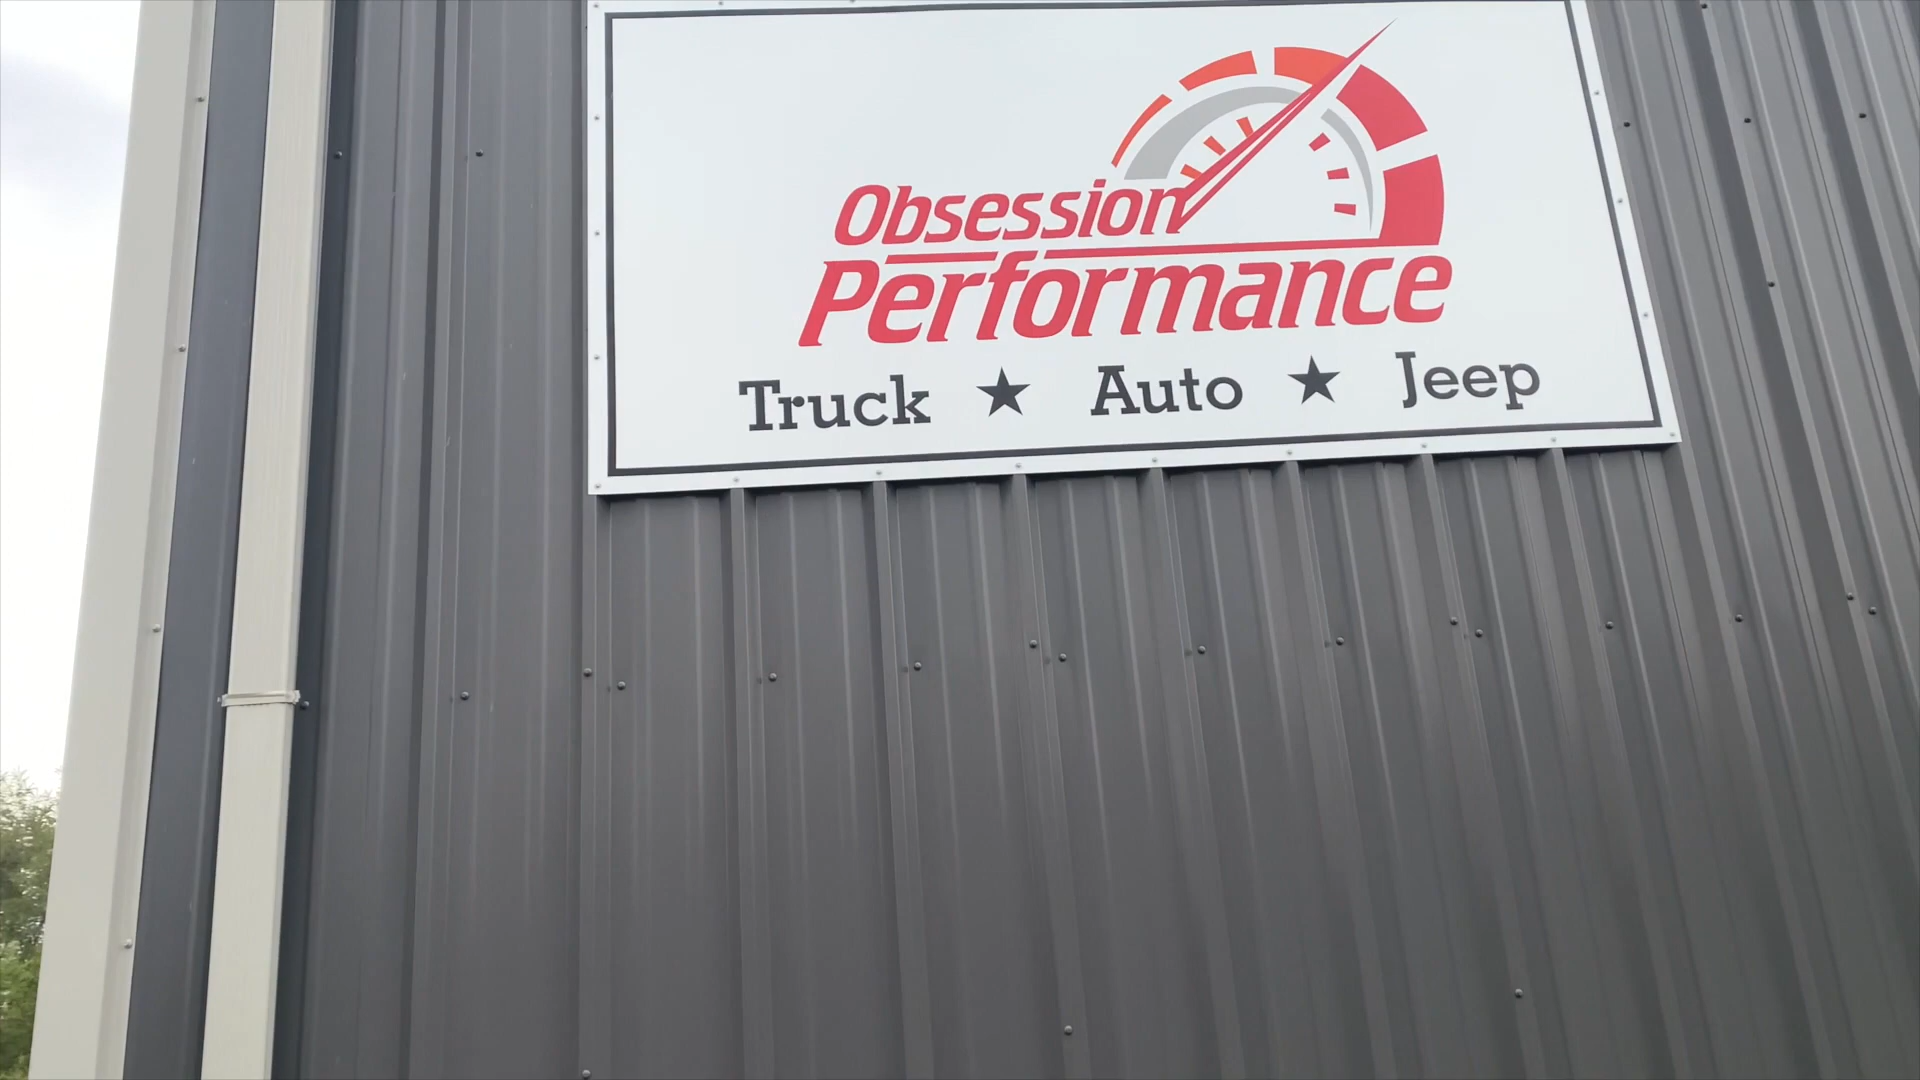 Obsession
Performance
Truck ★ Auto ★ Jeep